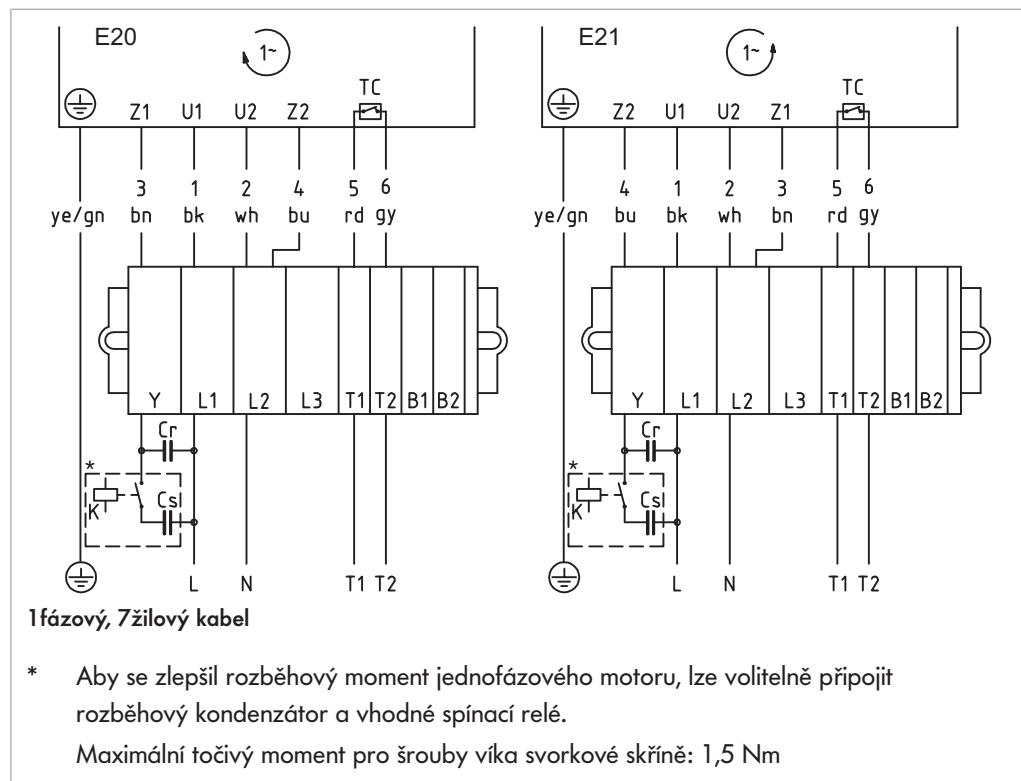 E20 1~ E21 1~
TC TC
Z1 U1 U2 Z2 Z2 U1 U2 Z1
3 1 2 4 5 6 4 1 2 3 5 6
ye/gn bn bk wh bu rd gy ye/gn bu bk wh bn rd gy
Y L1 L2 L3 T1 T2 B1 B2 Y L1 L2 L3 T1 T2 B1 B2
Cr Cr
* *
K Cs K Cs
L N T1 T2 L N T1 T2
1fázový, 7žilový kabel
* Aby se zlepšil rozběhový moment jednofázového motoru, lze volitelně připojit
rozběhový kondenzátor a vhodné spínací relé.
Maximální točivý moment pro šrouby víka svorkové skříně: 1,5 Nm